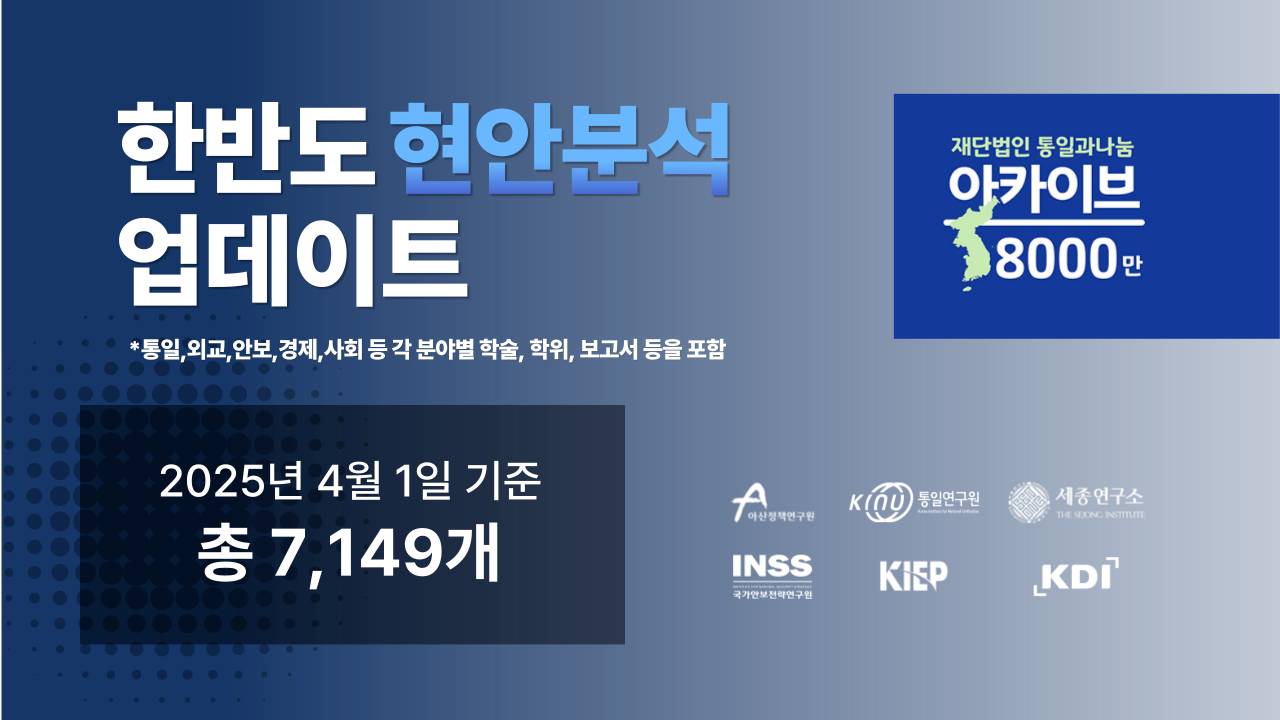 한반도 현안분석
업데이트
*통일,외교,안보,경제,사회 등 각 분야별 학술, 학위, 보고서 등을 포함
2025년 4월 1일 기준
총 7,149개
재단법인 통일과나눔
아카이브
8000만
아산정책연구원
KINU 통일연구원
세종연구소
THE SEJONG INSTITUTE
INSS
국가안보전략연구원
KIEP
KDI